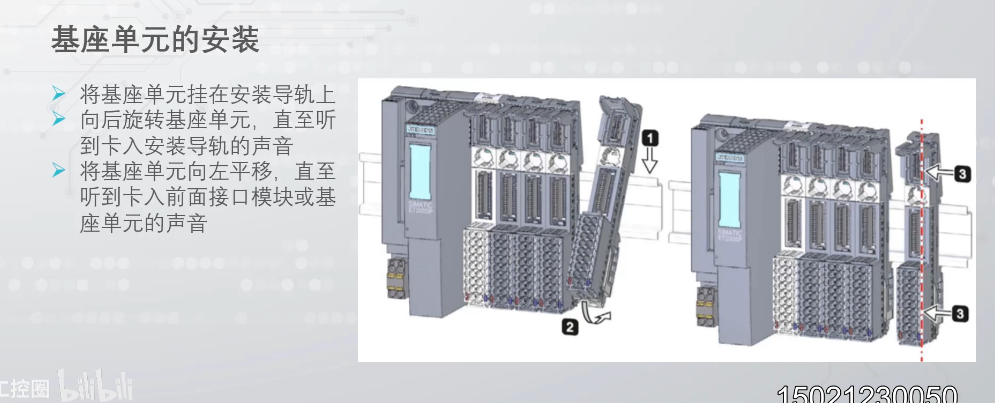 基座单元的安装
将基座单元挂在安装导轨上
向后旋转基座单元，直至听
到卡入安装导轨的声音
将基座单元向左平移，直至
听到卡入前面接口模块或基
座单元的声音
1
2
3
3
SIEMENS
SIMATIC
ET200SP
SIEMENS
SIMATIC
ET200SP
工控圈 bilibili
15021230050